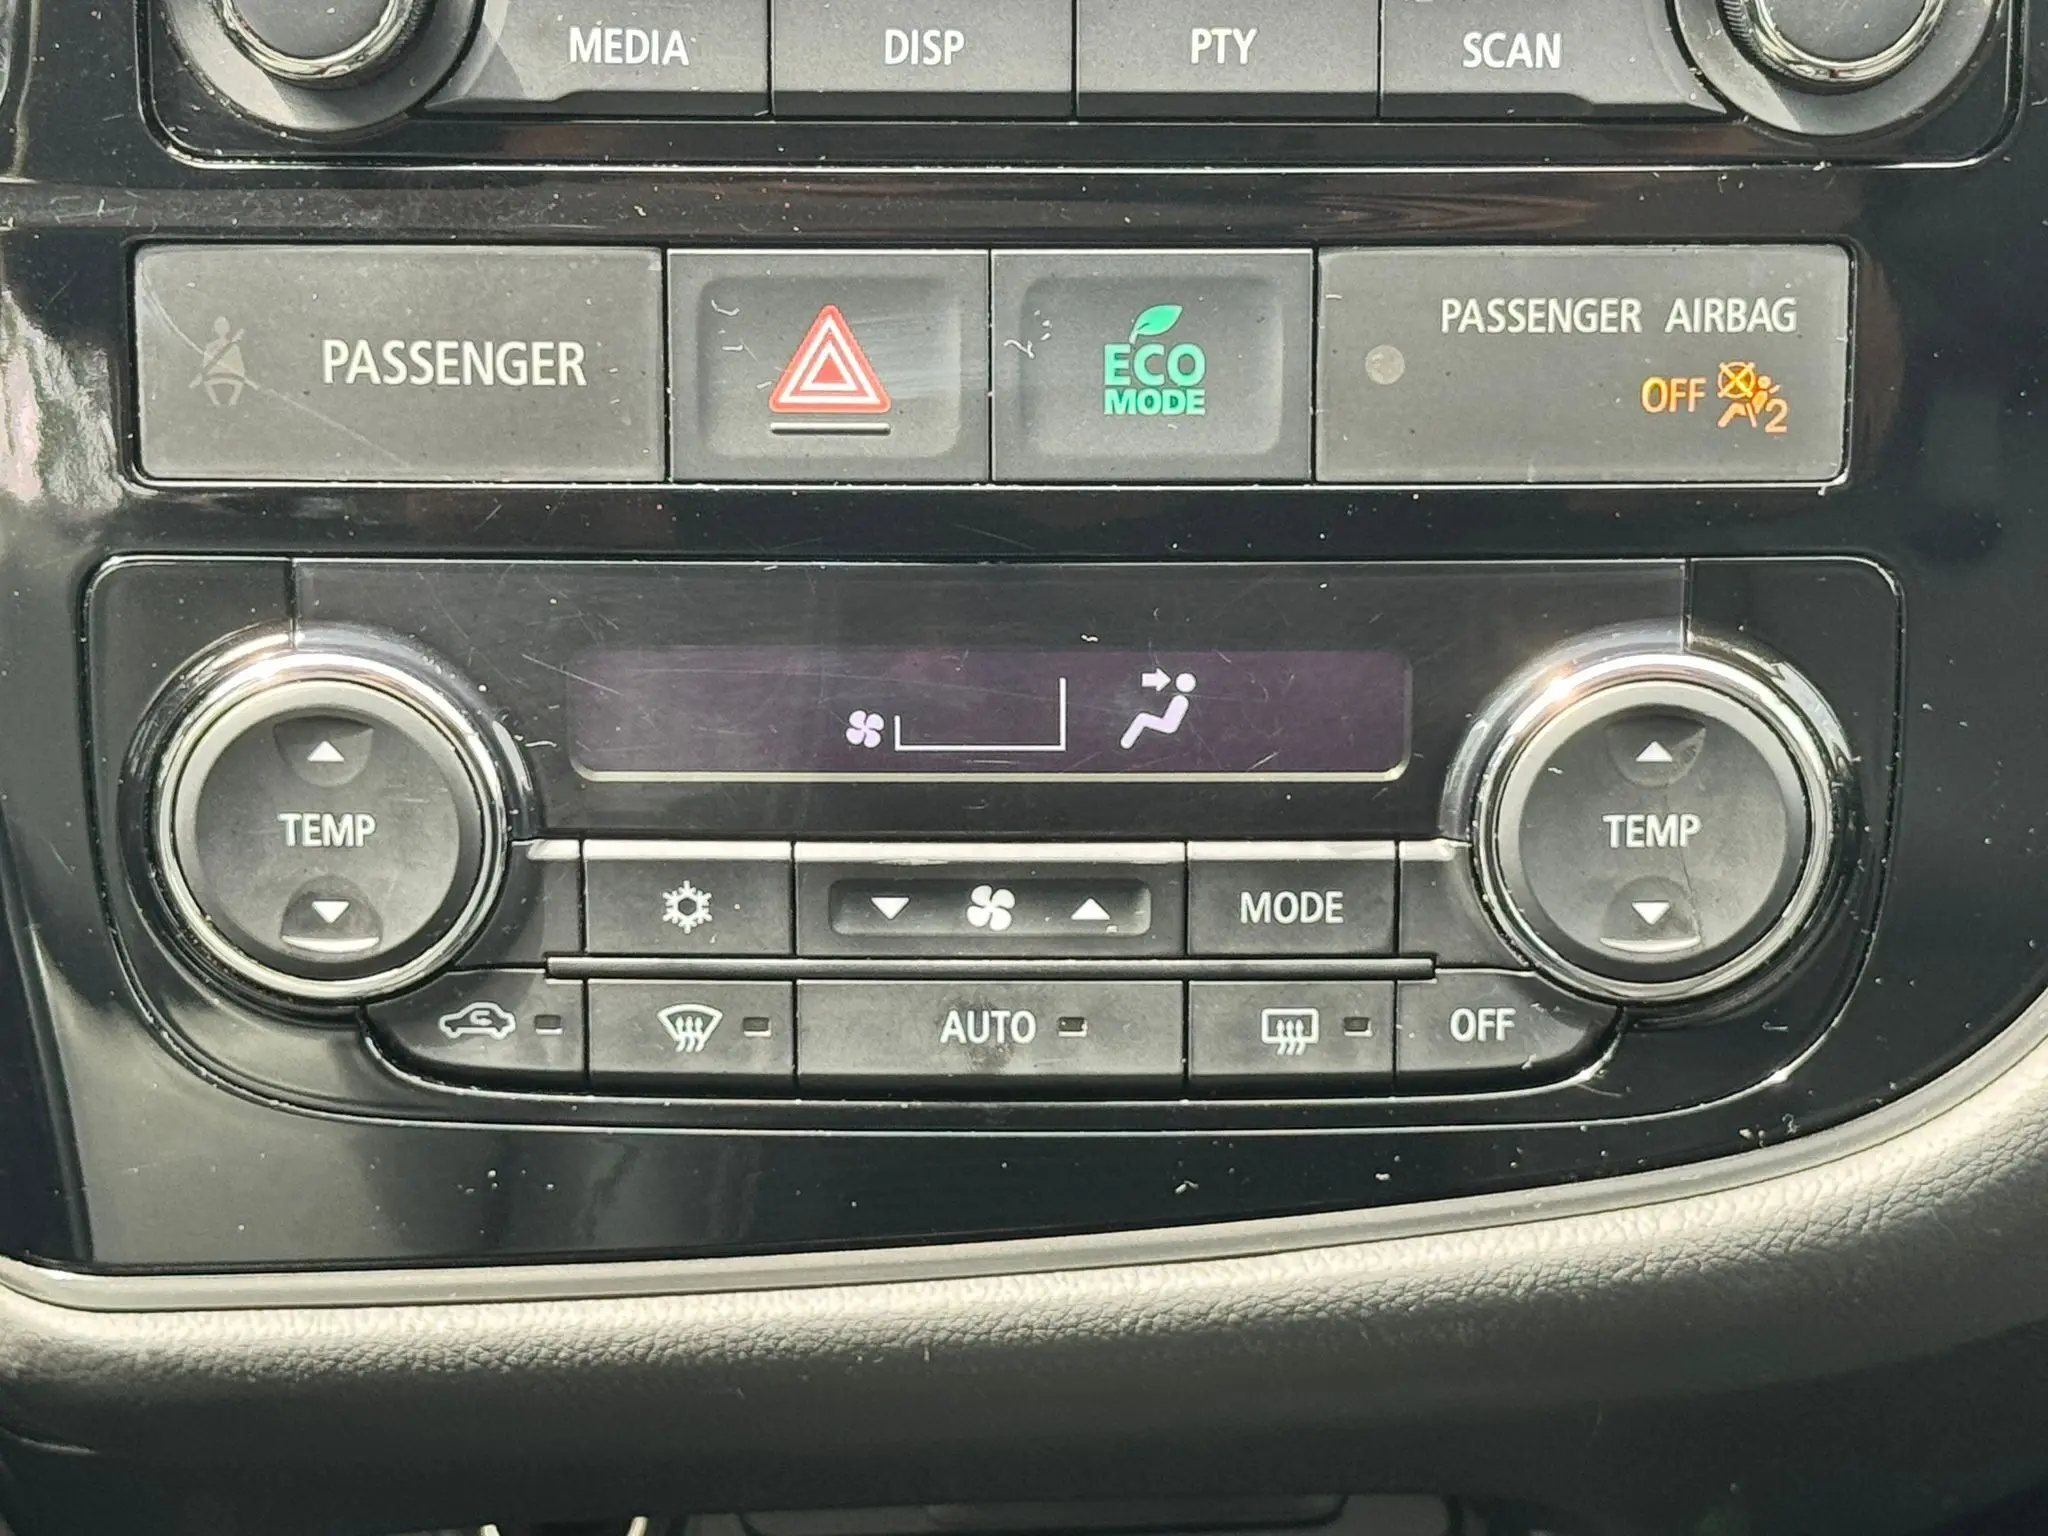 MEDIA
DISP
PTY
SCAN
PASSENGER
ECO
MODE
PASSENGER AIRBAG
OFF 2
TEMP
TEMP
MODE
AUTO
OFF